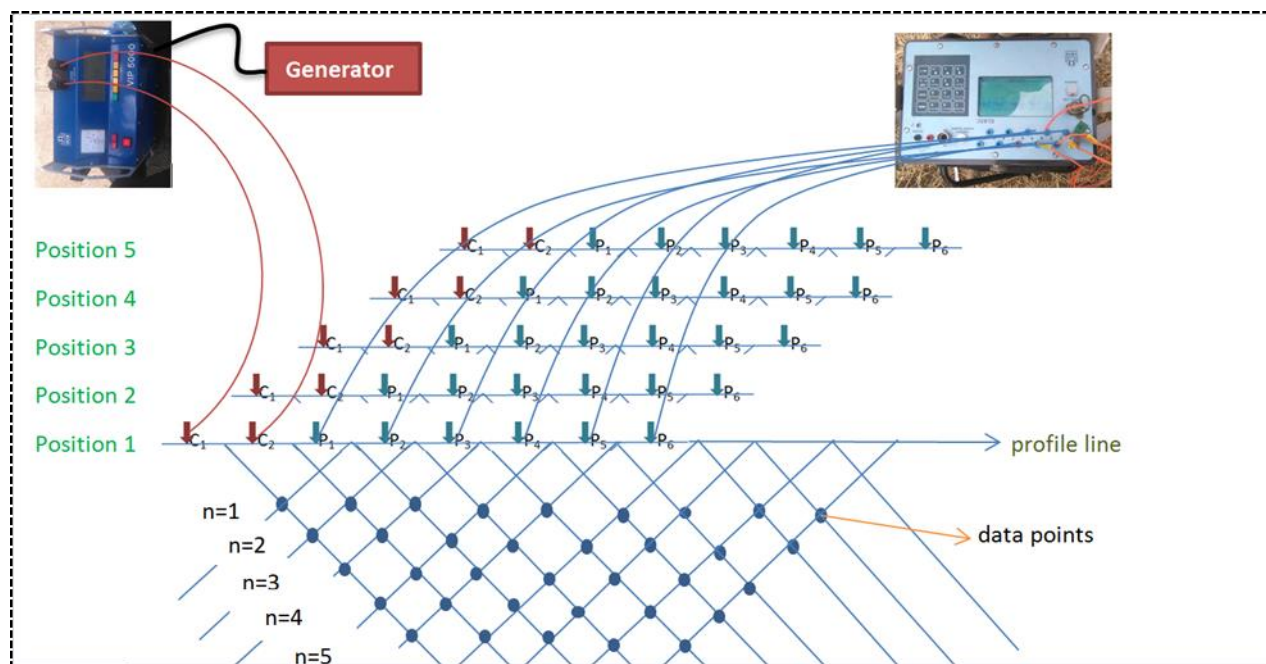 Generator
VIP 5000
Position 5
C1 C2 P1 P2 P3 P4 P5 P6
Position 4
C1 C2 P1 P2 P3 P4 P5 P6
Position 3
C1 C2 P1 P2 P3 P4 P5 P6
Position 2
C1 C2 P1 P2 P3 P4 P5 P6
Position 1
C1 C2 P1 P2 P3 P4 P5 P6
profile line
n=1
data points
n=2
n=3
n=4
n=5